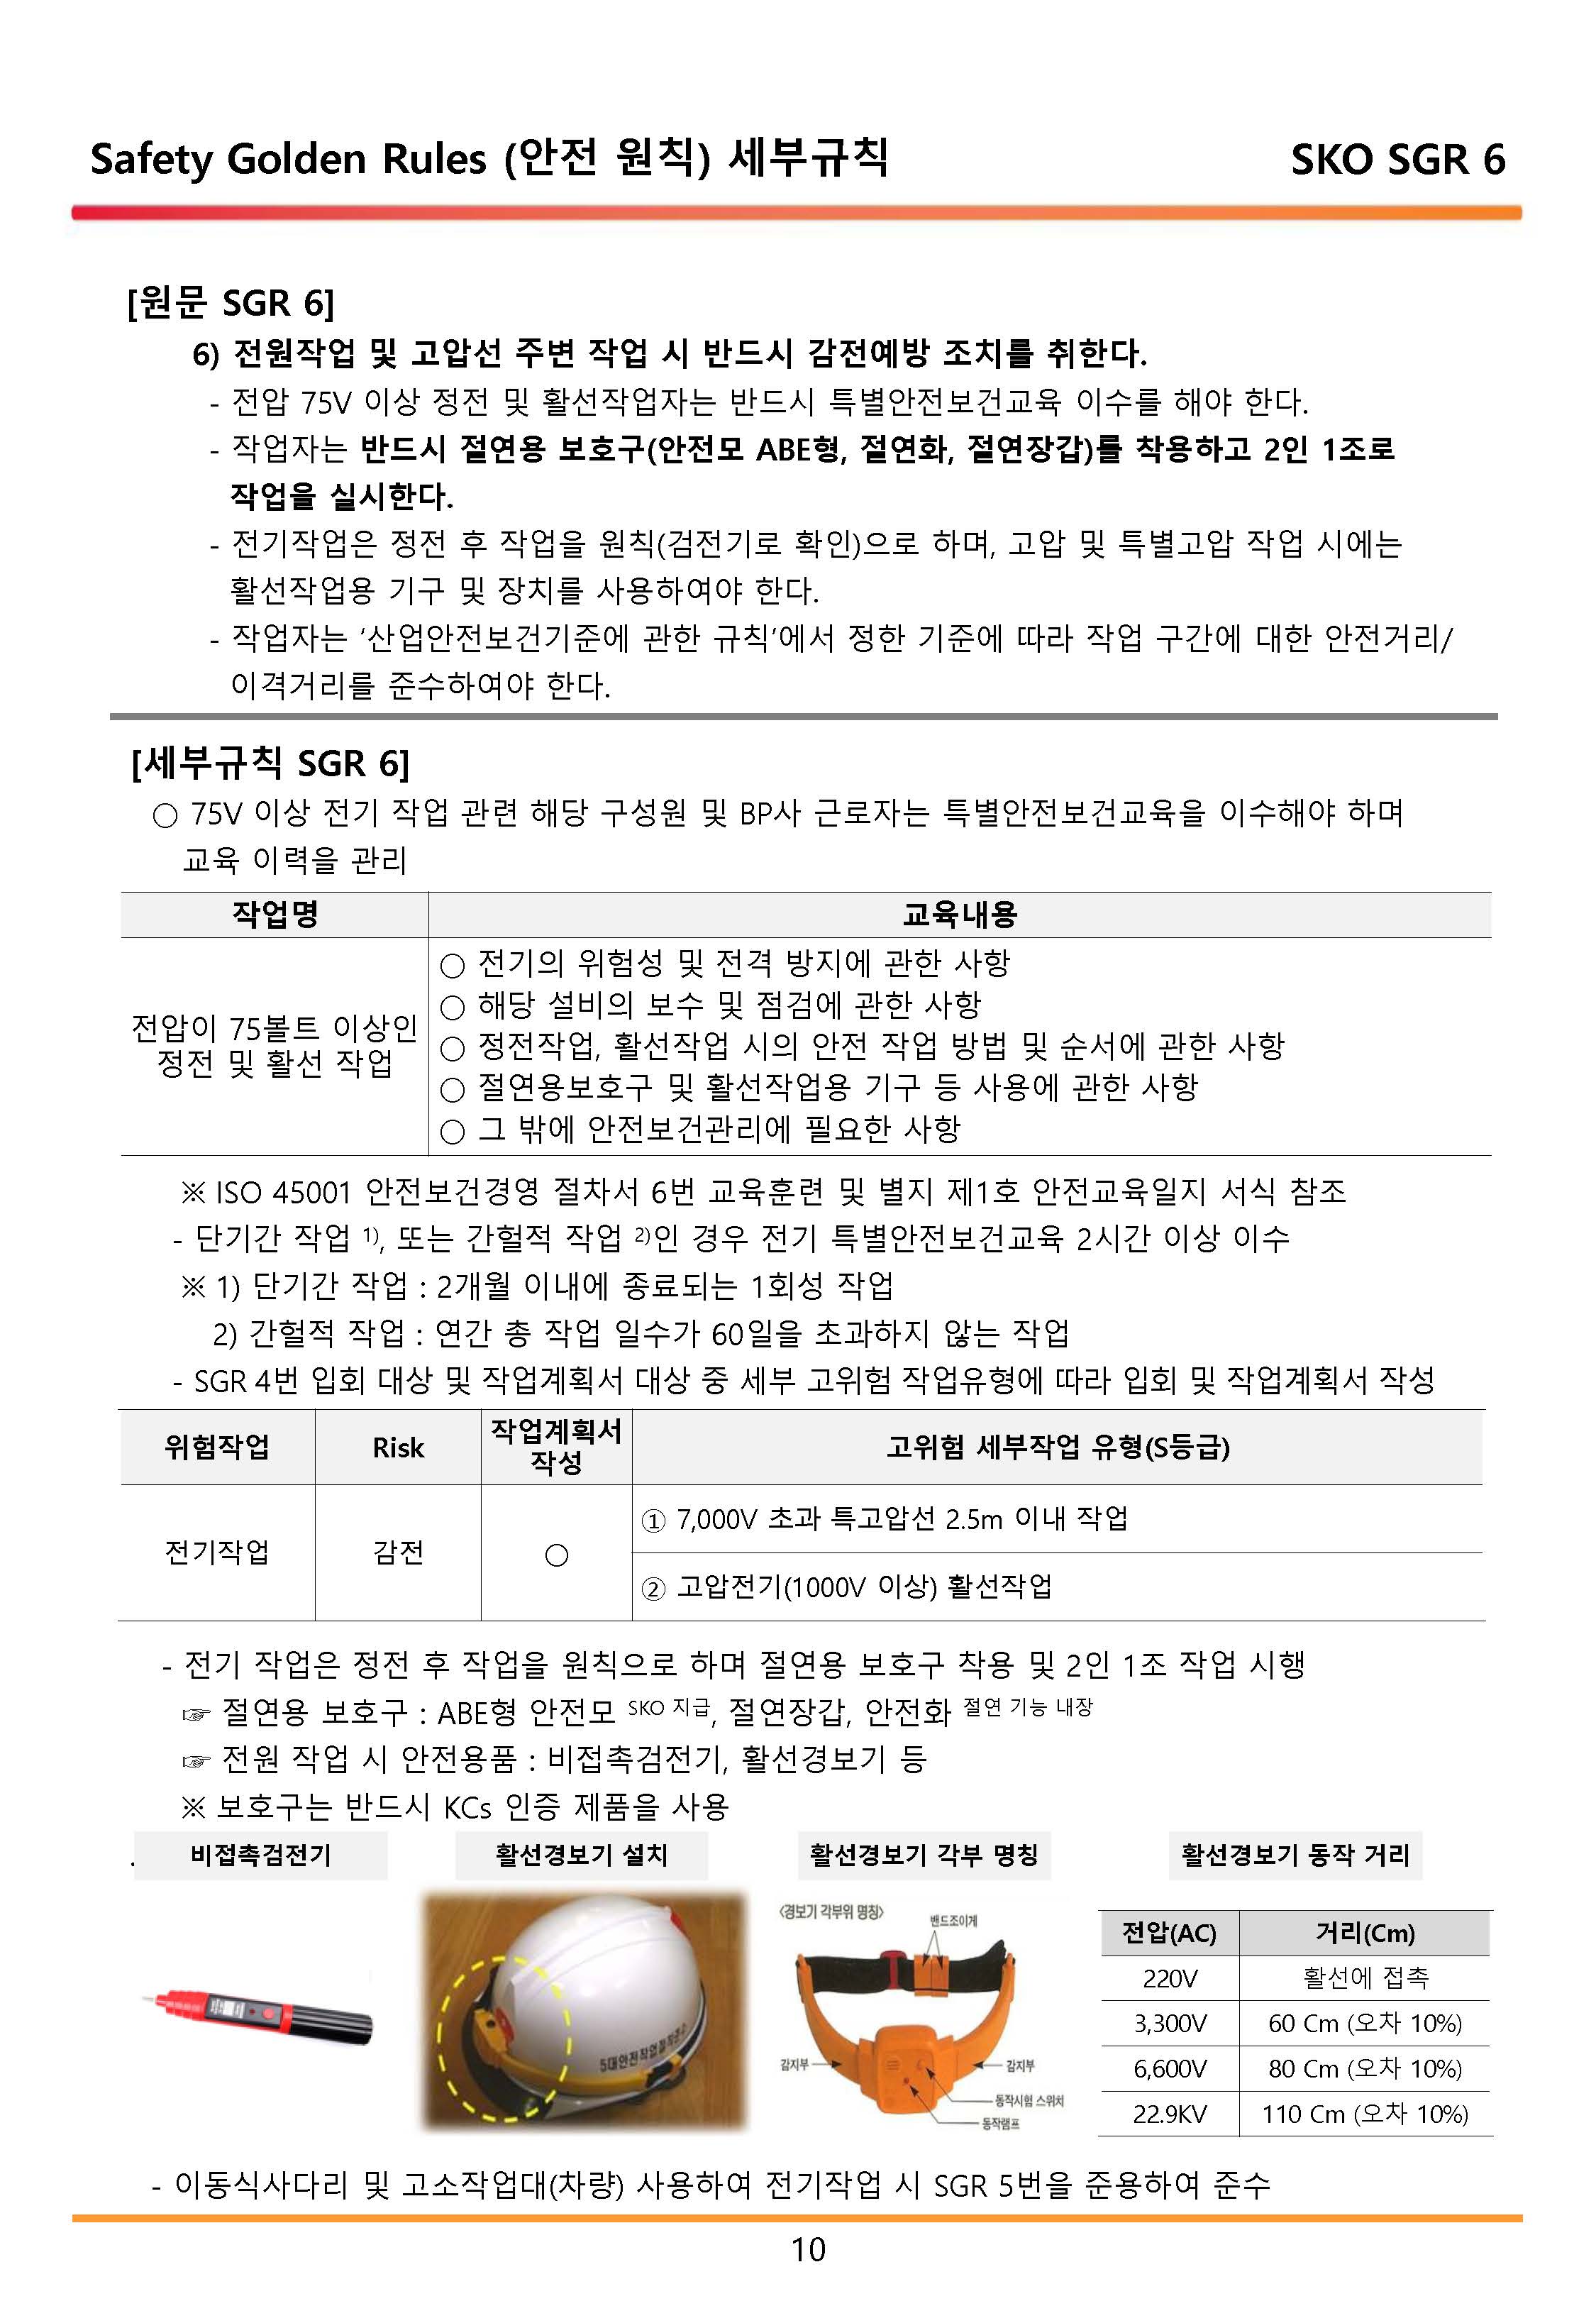 Safety Golden Rules (안전 원칙) 세부규칙
SKO SGR 6
[원문 SGR 6]
6) 전원작업 및 고압선 주변 작업 시 반드시 감전예방 조치를 취한다.
- 전압 75V 이상 정전 및 활선작업자는 반드시 특별안전보건교육 이수를 해야 한다.
- 작업자는 반드시 절연용 보호구(안전모 ABE형, 절연화, 절연장갑)를 착용하고 2인 1조로
작업을 실시한다.
- 전기작업은 정전 후 작업을 원칙(검전기로 확인)으로 하며, 고압 및 특별고압 작업 시에는
활선작업용 기구 및 장치를 사용하여야 한다.
- 작업자는 ‘산업안전보건기준에 관한 규칙’에서 정한 기준에 따라 작업 구간에 대한 안전거리/
이격거리를 준수하여야 한다.
[세부규칙 SGR 6]
○ 75V 이상 전기 작업 관련 해당 구성원 및 BP사 근로자는 특별안전보건교육을 이수해야 하며
교육 이력을 관리
작업명
교육내용
전압이 75볼트 이상인
정전 및 활선 작업
○ 전기의 위험성 및 전격 방지에 관한 사항
○ 해당 설비의 보수 및 점검에 관한 사항
○ 정전작업, 활선작업 시의 안전 작업 방법 및 순서에 관한 사항
○ 절연용보호구 및 활선작업용 기구 등 사용에 관한 사항
○ 그 밖에 안전보건관리에 필요한 사항
※ ISO 45001 안전보건경영 절차서 6번 교육훈련 및 별지 제1호 안전교육일지 서식 참조
- 단기간 작업 1), 또는 간헐적 작업 2)인 경우 전기 특별안전보건교육 2시간 이상 이수
※ 1) 단기간 작업 : 2개월 이내에 종료되는 1회성 작업
2) 간헐적 작업 : 연간 총 작업 일수가 60일을 초과하지 않는 작업
- SGR 4번 입회 대상 및 작업계획서 대상 중 세부 고위험 작업유형에 따라 입회 및 작업계획서 작성
위험작업
Risk
작업계획서
작성
고위험 세부작업 유형(S등급)
전기작업
감전
○
① 7,000V 초과 특고압선 2.5m 이내 작업
② 고압전기(1000V 이상) 활선작업
- 전기 작업은 정전 후 작업을 원칙으로 하며 절연용 보호구 착용 및 2인 1조 작업 시행
☞ 절연용 보호구 : ABE형 안전모 SKO 지급, 절연장갑, 안전화 절연 기능 내장
☞ 전원 작업 시 안전용품 : 비접촉검전기, 활선경보기 등
※ 보호구는 반드시 KCs 인증 제품을 사용
. 비접촉검전기
활선경보기 설치
활선경보기 각부 명칭
활선경보기 동작 거리
5대안전작업철칙준수
<경보기 각부위 명칭>
밴드조이게
감지부
감지부
동작시험 스위치
동작램프
전압(AC) 거리(Cm)
220V 활선에 접촉
3,300V 60 Cm (오차 10%)
6,600V 80 Cm (오차 10%)
22.9KV 110 Cm (오차 10%)
- 이동식사다리 및 고소작업대(차량) 사용하여 전기작업 시 SGR 5번을 준용하여 준수
10